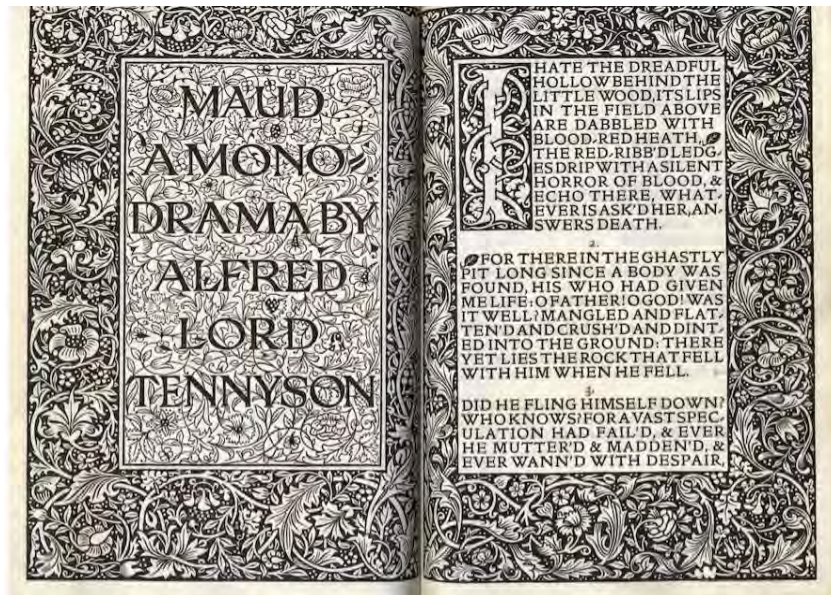 MAUD
A MONO=
DRAMA BY
ALFRED
LORD
TENNYSON
I HATE THE DREADFUL
HOLLOW BEHIND THE
LITTLE WOOD, ITS LIPS
IN THE FIELD ABOVE
ARE DABBLED WITH
BLOOD-RED HEATH,
THE RED-RIBB'D LEDG-
ES DRIP WITH A SILENT
HORROR OF BLOOD, &
ECHO THERE, WHAT-
EVER IS ASK'D HER, AN-
SWERS DEATH.
2.
FOR THERE IN THE GHASTLY
PIT LONG SINCE A BODY WAS
FOUND, HIS WHO HAD GIVEN
ME LIFE: O FATHER! O GOD! WAS
IT WELL? MANGLED AND FLAT-
TEN'D AND CRUSH'D AND DINT-
ED INTO THE GROUND: THERE
YET LIES THE ROCK THAT FELL
WITH HIM WHEN HE FELL.
3.
DID HE FLING HIMSELF DOWN?
WHO KNOWS? FOR A VAST SPEC-
ULATION HAD FAIL'D, & EVER
HE MUTTER'D & MADDEN'D, &
EVER WANN'D WITH DESPAIR,